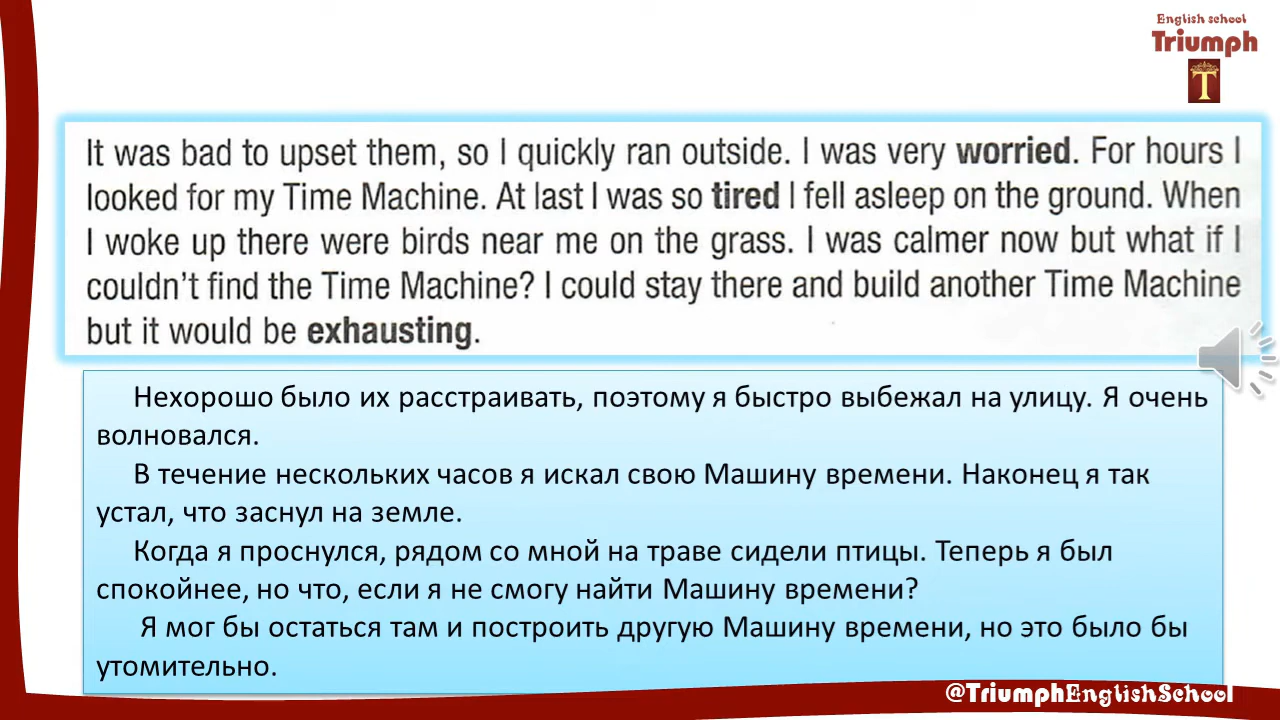 English school
Triumph
T
It was bad to upset them, so I quickly ran outside. I was very worried. For hours I
looked for my Time Machine. At last I was so tired I fell asleep on the ground. When
I woke up there were birds near me on the grass. I was calmer now but what if I
couldn't find the Time Machine? I could stay there and build another Time Machine
but it would be exhausting.
Нехорошо было их расстраивать, поэтому я быстро выбежал на улицу. Я очень
волновался.
В течение нескольких часов я искал свою Машину времени. Наконец я так
устал, что заснул на земле.
Когда я проснулся, рядом со мной на траве сидели птицы. Теперь я был
спокойнее, но что, если я не смогу найти Машину времени?
Я мог бы остаться там и построить другую Машину времени, но это было бы
утомительно.
@TriumphEnglishSchool